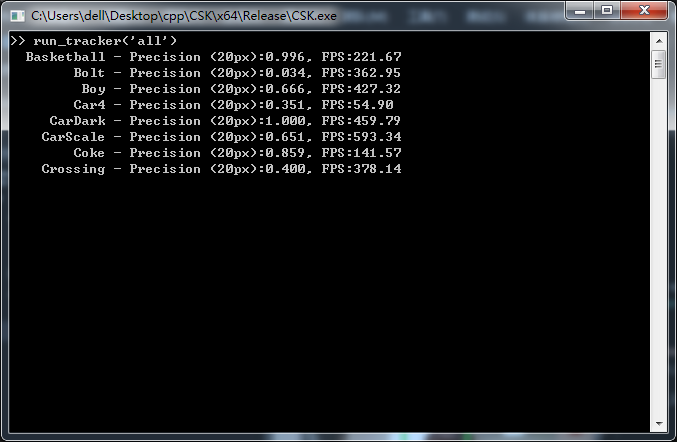 C:\Users\dell\Desktop\cpp\CSK\x64\Release\CSK.exe
>> run_tracker('all')
Basketball - Precision (20px):0.996, FPS:221.67
Bolt - Precision (20px):0.034, FPS:362.95
Boy - Precision (20px):0.666, FPS:427.32
Car4 - Precision (20px):0.351, FPS:54.90
CarDark - Precision (20px):1.000, FPS:459.79
CarScale - Precision (20px):0.651, FPS:593.34
Coke - Precision (20px):0.859, FPS:141.57
Crossing - Precision (20px):0.400, FPS:378.14